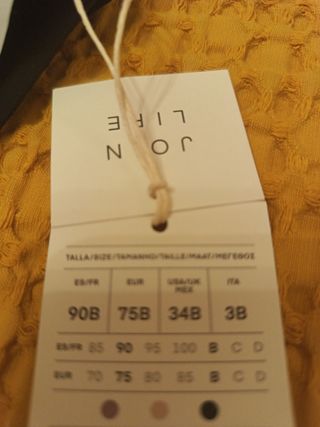 JON
LIFE
TALLA/SIZE/TAMANHO/TAILLE/MAAT/ΜΕΓΕΘΟΣ
ES/FR EUR USA/UK MEX ITA
90B 75B 34B 3B
ES/FR 85 90 95 100 B C D
EUR 70 75 80 85 B C D